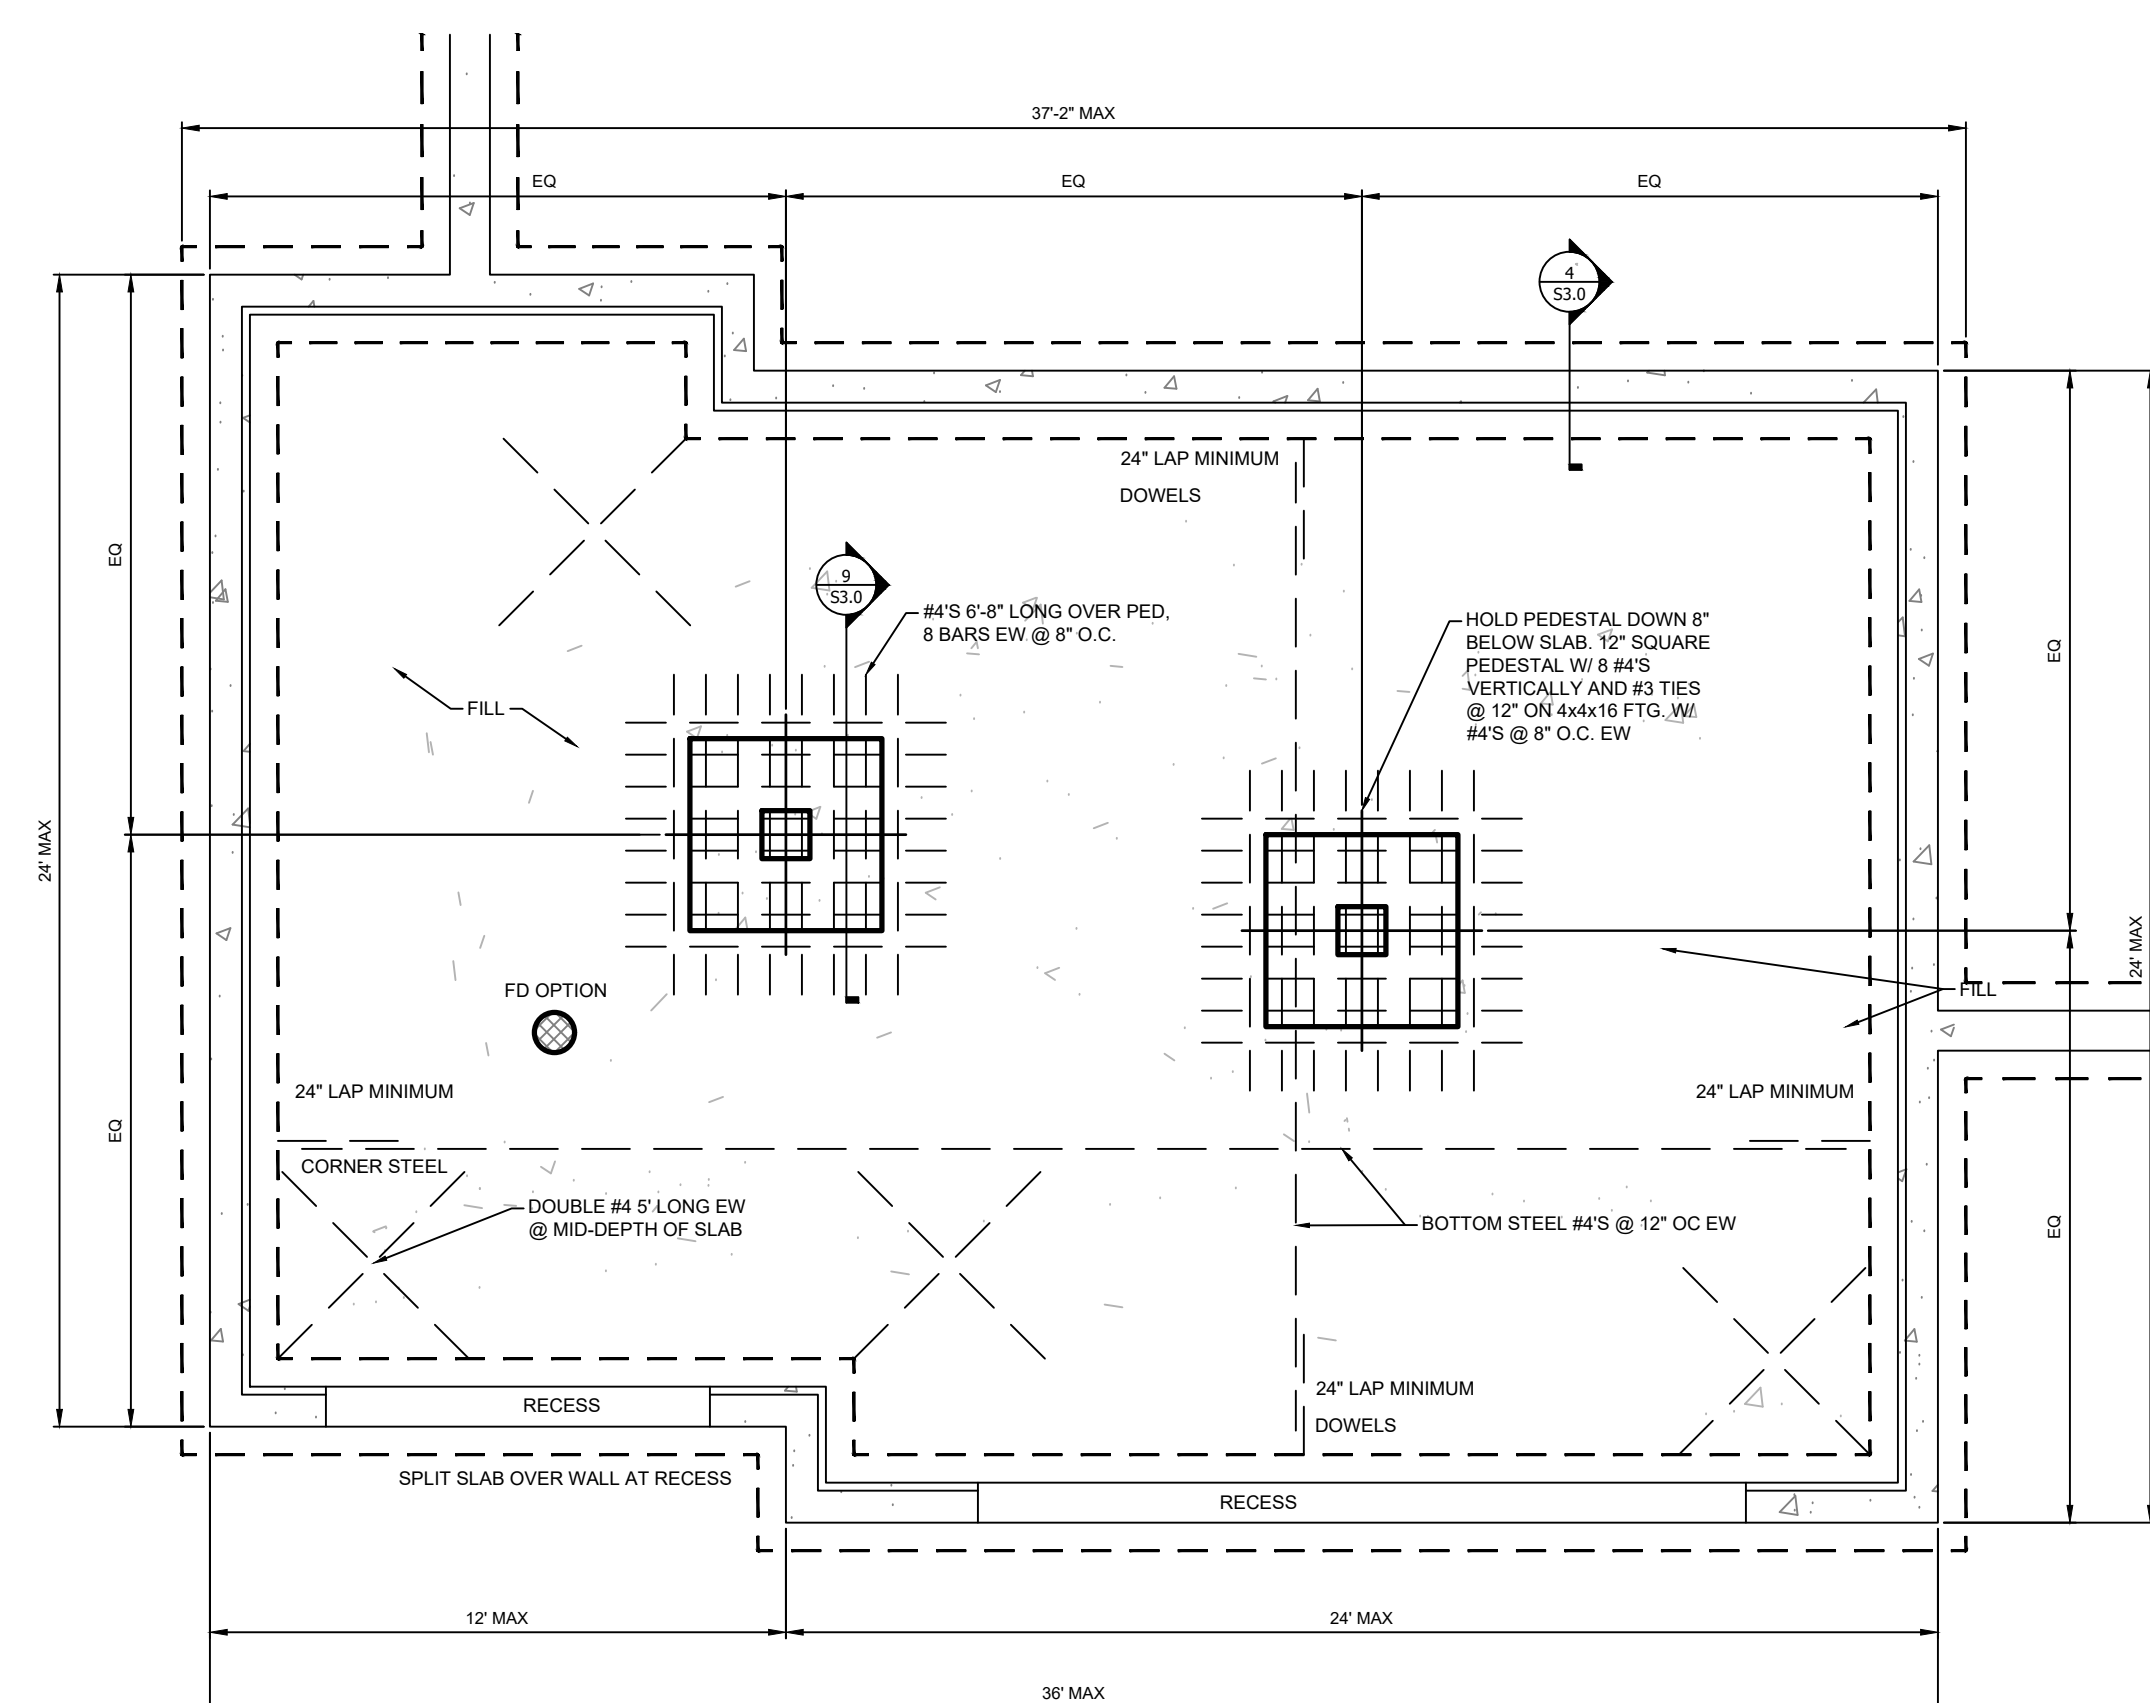 37'-2" MAX
EQ
EQ
EQ
4
S3.0
24" LAP MINIMUM
DOWELS
EQ
9
S3.0
#4'S 6'-8" LONG OVER PED,
8 BARS EW @ 8" O.C.
HOLD PEDESTAL DOWN 8"
BELOW SLAB. 12" SQUARE
PEDESTAL W/ 8 #4'S
VERTICALLY AND #3 TIES
@ 12" ON 4x4x16 FTG. W/
#4'S @ 8" O.C. EW
EQ
FILL
24' MAX
24' MAX
FD OPTION
FILL
24" LAP MINIMUM
24" LAP MINIMUM
EQ
CORNER STEEL
DOUBLE #4 5' LONG EW
@ MID-DEPTH OF SLAB
BOTTOM STEEL #4'S @ 12" OC EW
EQ
24" LAP MINIMUM
DOWELS
RECESS
SPLIT SLAB OVER WALL AT RECESS
RECESS
12' MAX
24' MAX
36' MAX